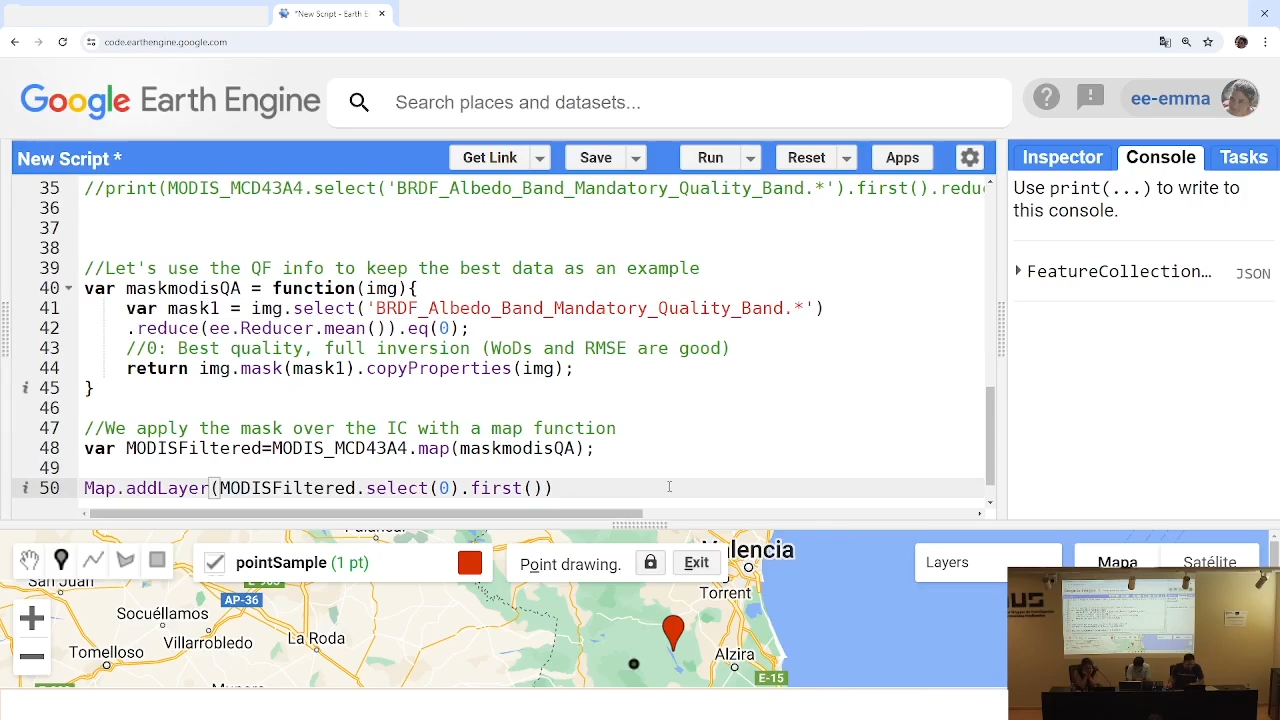 *New Script - Earth E
code.earthengine.google.com
Google Earth Engine
Search places and datasets...
ee-emma
New Script *
Get Link
Save
Run
Reset
Apps
Inspector
Console
Tasks
Use print(...) to write to
this console.
FeatureCollection...
JSON
35 //print(MODIS_MCD43A4.select('BRDF_Albedo_Band_Mandatory_Quality_Band.*').first().redu
36
37
38
39 //Let's use the QF info to keep the best data as an example
40 var maskmodisQA = function(img){
41 var mask1 = img.select('BRDF_Albedo_Band_Mandatory_Quality_Band.*')
42 .reduce(ee.Reducer.mean()).eq(0);
43 //0: Best quality, full inversion (WoDs and RMSE are good)
44 return img.mask(mask1).copyProperties(img);
45 }
46
47 //We apply the mask over the IC with a map function
48 var MODISFiltered=MODIS_MCD43A4.map(maskmodisQA);
49
50 Map.addLayer(MODISFiltered.select(0).first())
pointSample (1 pt)
Point drawing.
Exit
Layers
Mapa
Satélite
San Juan
AP-36
Socuéllamos
Villarrobledo
La Roda
Tomelloso
Valencia
Torrent
Alzira
E-15